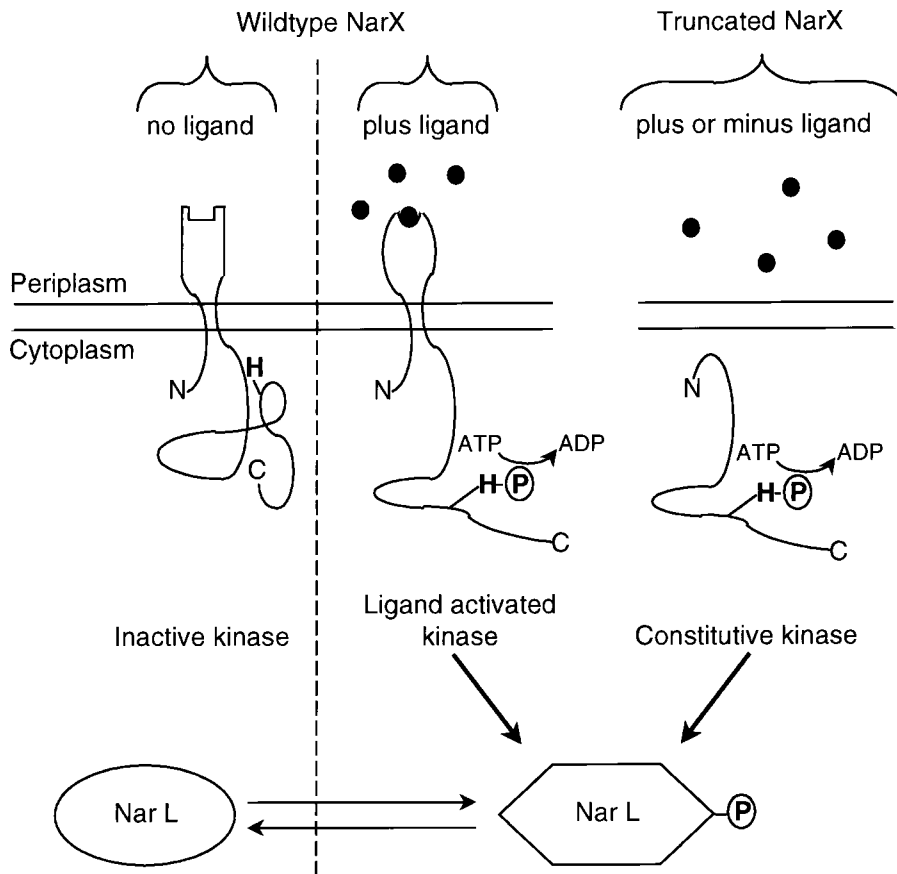 Wildtype NarX
Truncated NarX
no ligand
plus ligand
plus or minus ligand
Periplasm
Cytoplasm
H
N
C
N
ATP
ADP
H-P
C
N
ATP
ADP
H-P
C
Inactive kinase
Ligand activated
kinase
Constitutive kinase
Nar L
Nar L
P